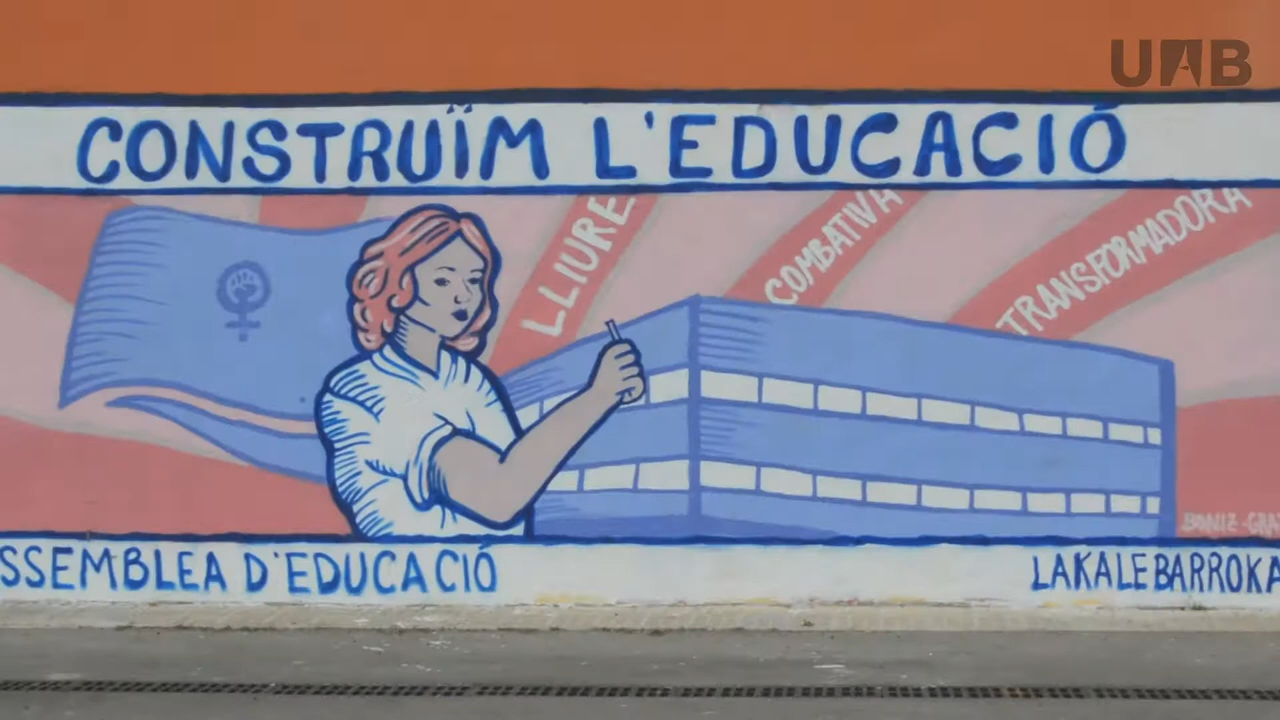 UAB
CONSTRUÏM L'EDUCACIÓ
LLIURE
COMBATIVA
TRANSFORMADORA
SSEMBLEA D'EDUCACIÓ
LAKALEBARROKA